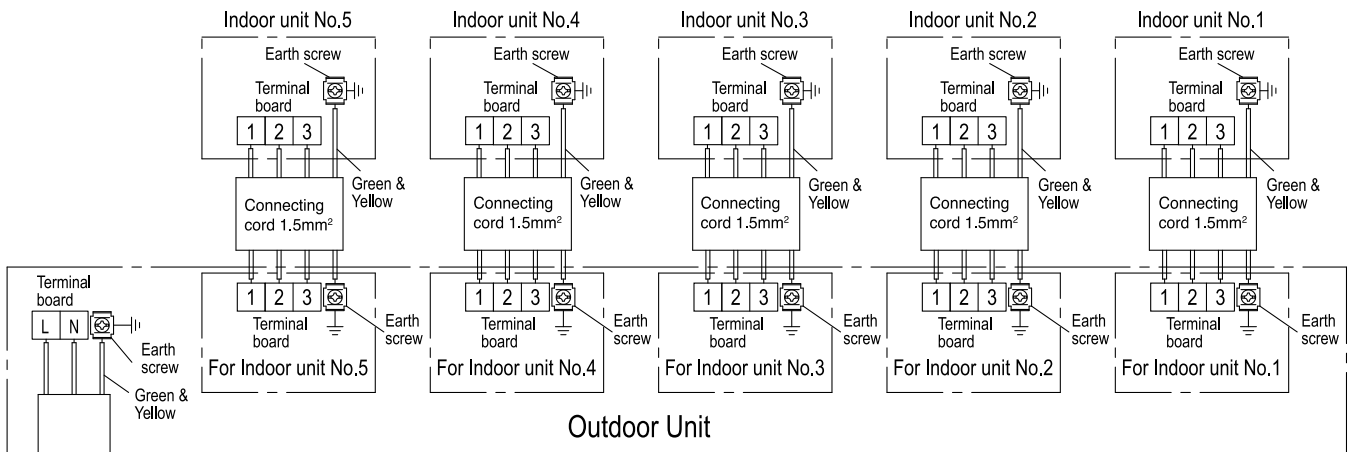 Indoor unit No.5
Indoor unit No.4
Indoor unit No.3
Indoor unit No.2
Indoor unit No.1
Earth screw
Terminal
board
1 2 3
Green &
Yellow
Connecting
cord 1.5mm²
Earth screw
Terminal
board
1 2 3
Green &
Yellow
Connecting
cord 1.5mm²
Earth screw
Terminal
board
1 2 3
Green &
Yellow
Connecting
cord 1.5mm²
Earth screw
Terminal
board
1 2 3
Green &
Yellow
Connecting
cord 1.5mm²
Earth screw
Terminal
board
1 2 3
Green &
Yellow
Connecting
cord 1.5mm²
Terminal
board
L N
Earth
screw
Green &
Yellow
1 2 3
Terminal
board
Earth
screw
For Indoor unit No.5
1 2 3
Terminal
board
Earth
screw
For Indoor unit No.4
1 2 3
Terminal
board
Earth
screw
For Indoor unit No.3
1 2 3
Terminal
board
Earth
screw
For Indoor unit No.2
1 2 3
Terminal
board
Earth
screw
For Indoor unit No.1
Outdoor Unit